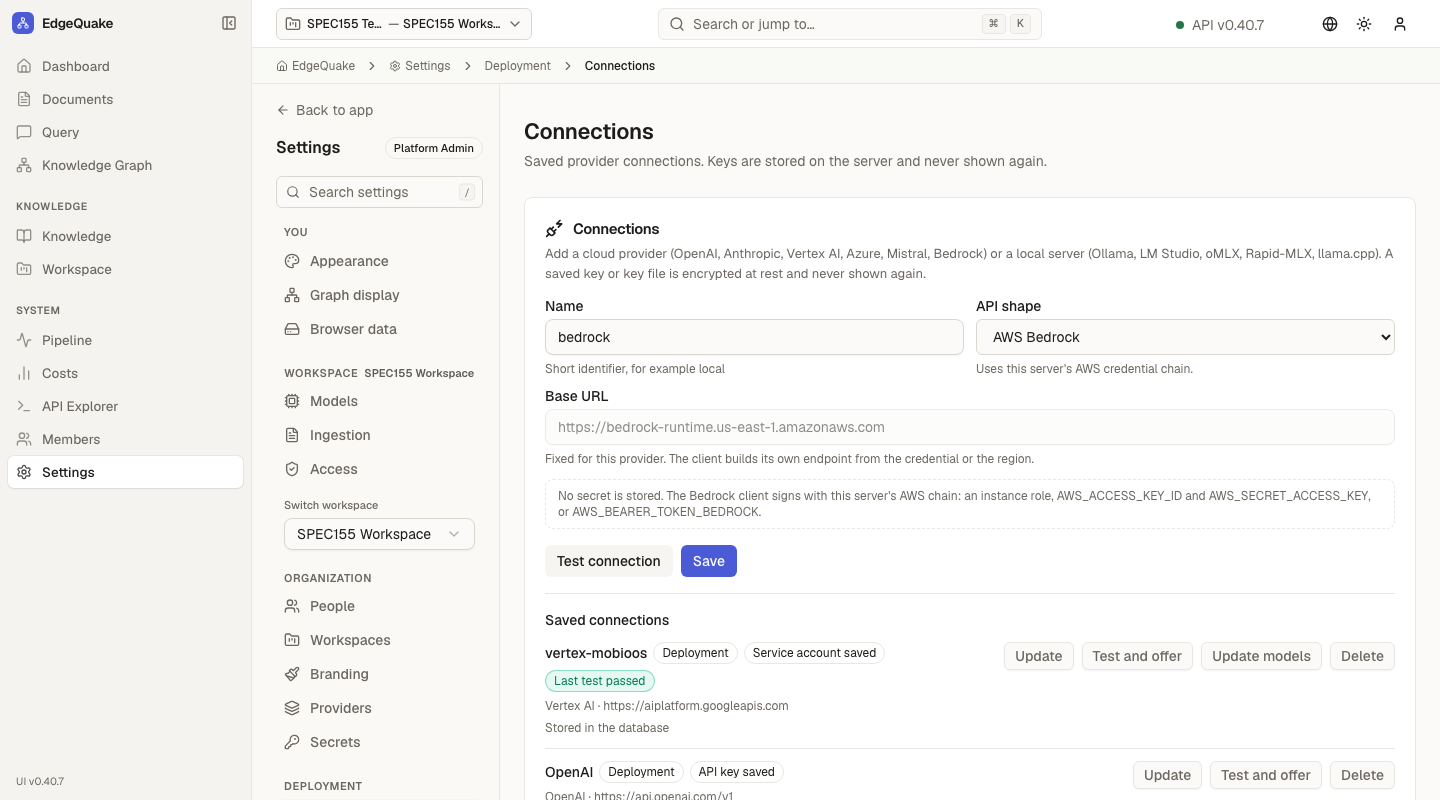 EdgeQuake
Dashboard
Documents
Query
Knowledge Graph
KNOWLEDGE
Knowledge
Workspace
SYSTEM
Pipeline
Costs
API Explorer
Members
Settings
UI v0.40.7
SPEC155 Te... — SPEC155 Works...
Search or jump to...
⌘ K
API v0.40.7
EdgeQuake > Settings > Deployment > Connections
Back to app
Settings
Platform Admin
Search settings /
YOU
Appearance
Graph display
Browser data
WORKSPACE SPEC155 Workspace
Models
Ingestion
Access
Switch workspace
SPEC155 Workspace
ORGANIZATION
People
Workspaces
Branding
Providers
Secrets
DEPLOYMENT
Connections
Saved provider connections. Keys are stored on the server and never shown again.
Connections
Add a cloud provider (OpenAI, Anthropic, Vertex AI, Azure, Mistral, Bedrock) or a local server (Ollama, LM Studio, oMLX, Rapid-MLX, llama.cpp). A
saved key or key file is encrypted at rest and never shown again.
Name
bedrock
Short identifier, for example local
API shape
AWS Bedrock
Uses this server's AWS credential chain.
Base URL
https://bedrock-runtime.us-east-1.amazonaws.com
Fixed for this provider. The client builds its own endpoint from the credential or the region.
No secret is stored. The Bedrock client signs with this server's AWS chain: an instance role, AWS_ACCESS_KEY_ID and AWS_SECRET_ACCESS_KEY,
or AWS_BEARER_TOKEN_BEDROCK.
Test connection
Save
Saved connections
vertex-mobioos Deployment Service account saved
Last test passed
Update Test and offer Update models Delete
Vertex AI · https://aiplatform.googleapis.com
Stored in the database
OpenAI Deployment API key saved
Update Test and offer Delete
OpenAI · https://api.openai.com/v1